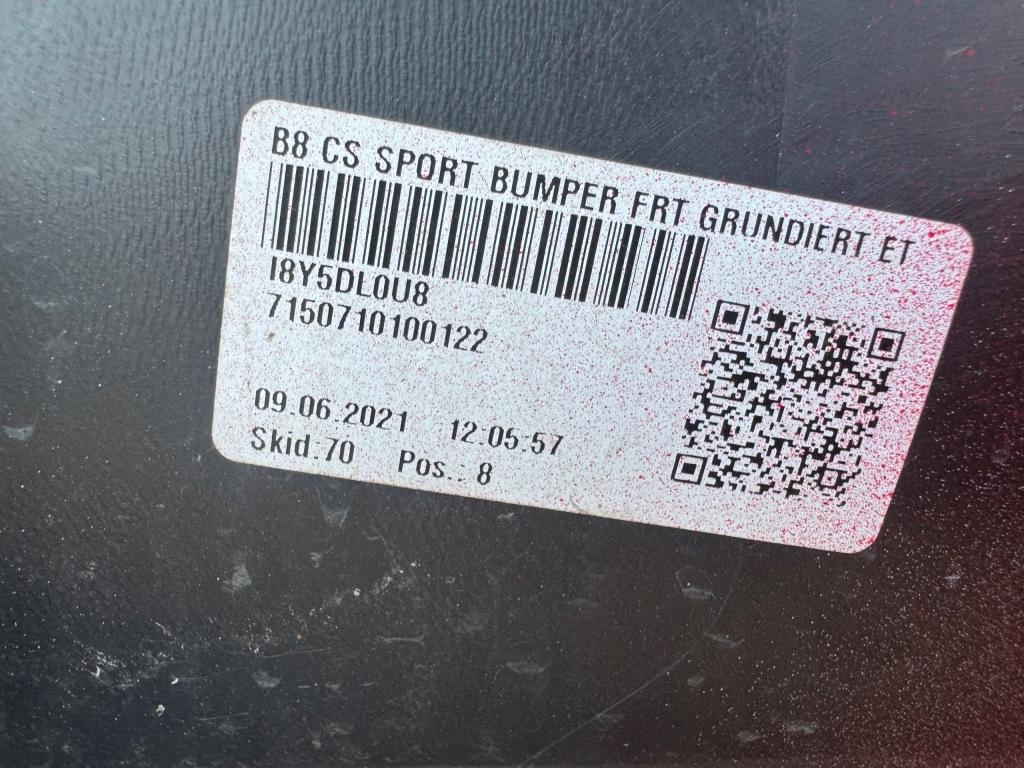 B8 CS SPORT BUMPER FRT GRUNDIERT ET
I8Y5DL0U8
7150710100122
09.06.2021 12.05:57
Skid.70 Pos.: 8